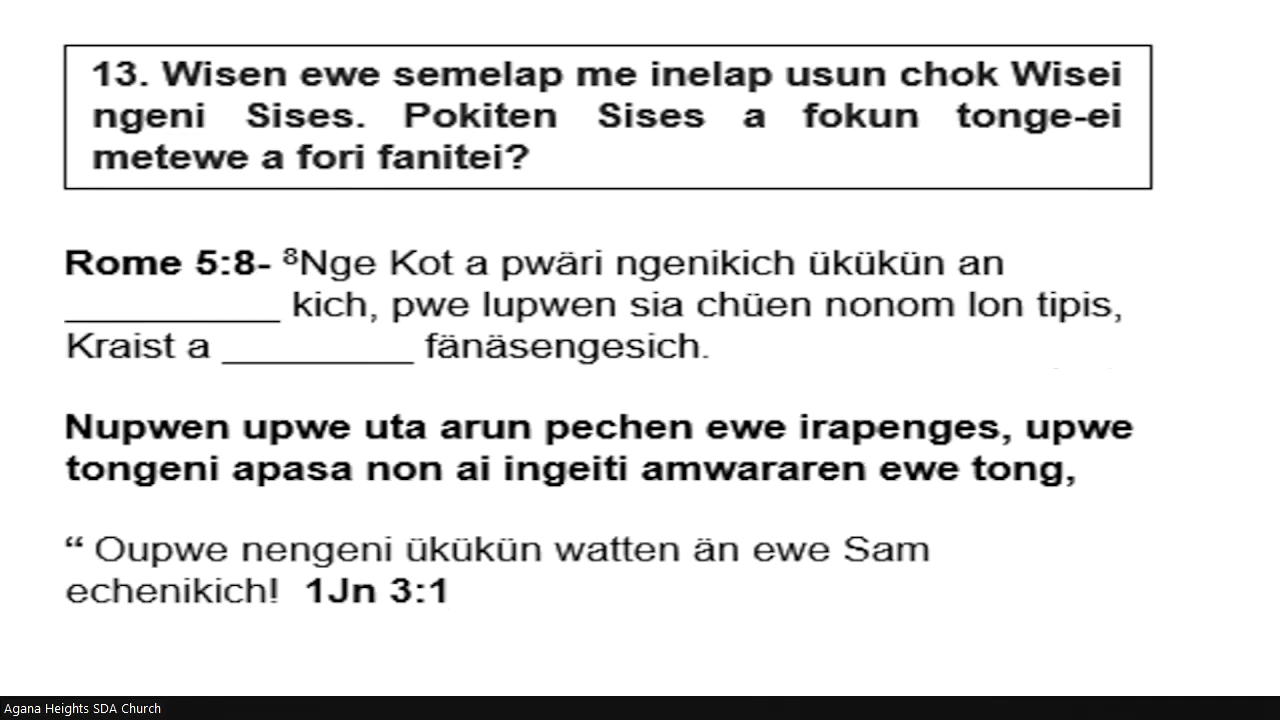 13. Wisen ewe semelap me inelap usun chok Wisei
ngeni Sises. Pokiten Sises a fokun tonge-ei
metewe a fori fanitei?
Rome 5:8- ⁸Nge Kot a pwäri ngenikich ükükün an
__________ kich, pwe lupwen sia chüen nonom lon tipis,
Kraist a _________ fänäsengesich.
Nupwen upwe uta arun pechen ewe irapenges, upwe
tongeni apasa non ai ingeiti amwararen ewe tong,
“ Oupwe nengeni ükükün watten än ewe Sam
echenikich! 1Jn 3:1
Agana Heights SDA Church